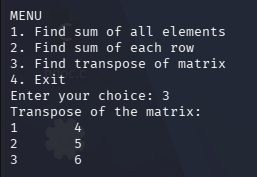 MENU
1. Find sum of all elements
2. Find sum of each row
3. Find transpose of matrix
4. Exit
Enter your choice: 3
Transpose of the matrix:
1 4
2 5
3 6